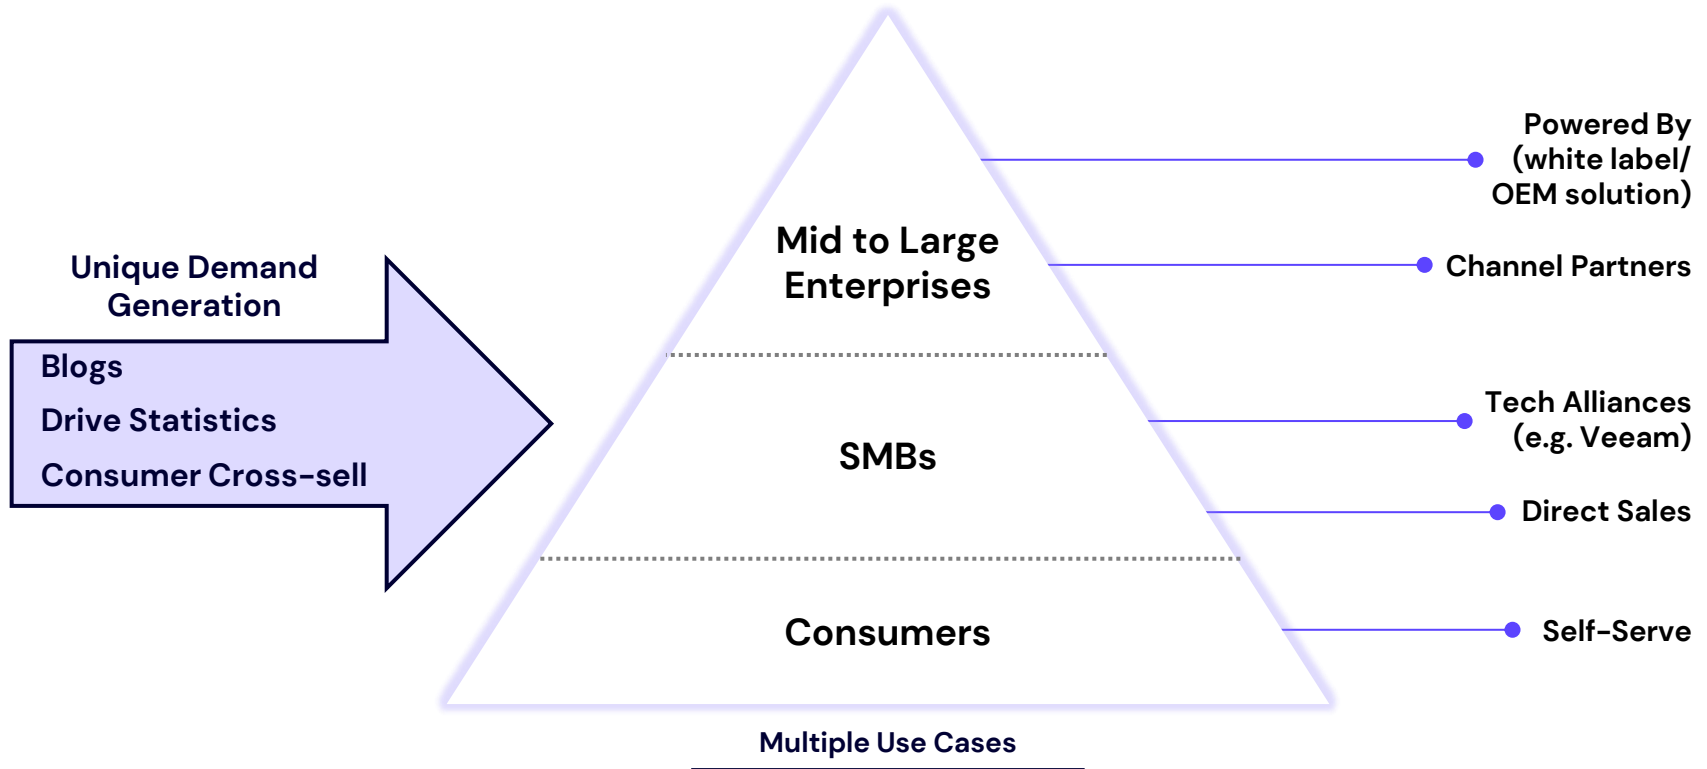 Unique Demand
Generation
Blogs
Drive Statistics
Consumer Cross-sell
Mid to Large
Enterprises
SMBs
Consumers
Powered By
(white label/
OEM solution)
Channel Partners
Tech Alliances
(e.g. Veeam)
Direct Sales
Self-Serve
Multiple Use Cases